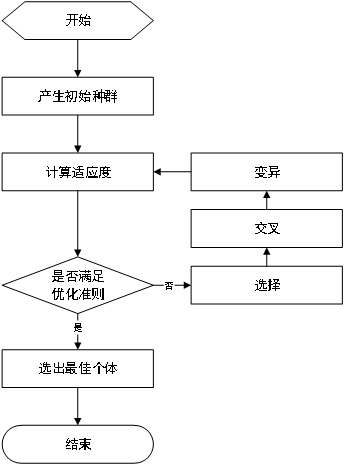 开始
产生初始种群
计算适应度
变异
交叉
是否满足
优化准则
否
选择
是
选出最佳个体
结束